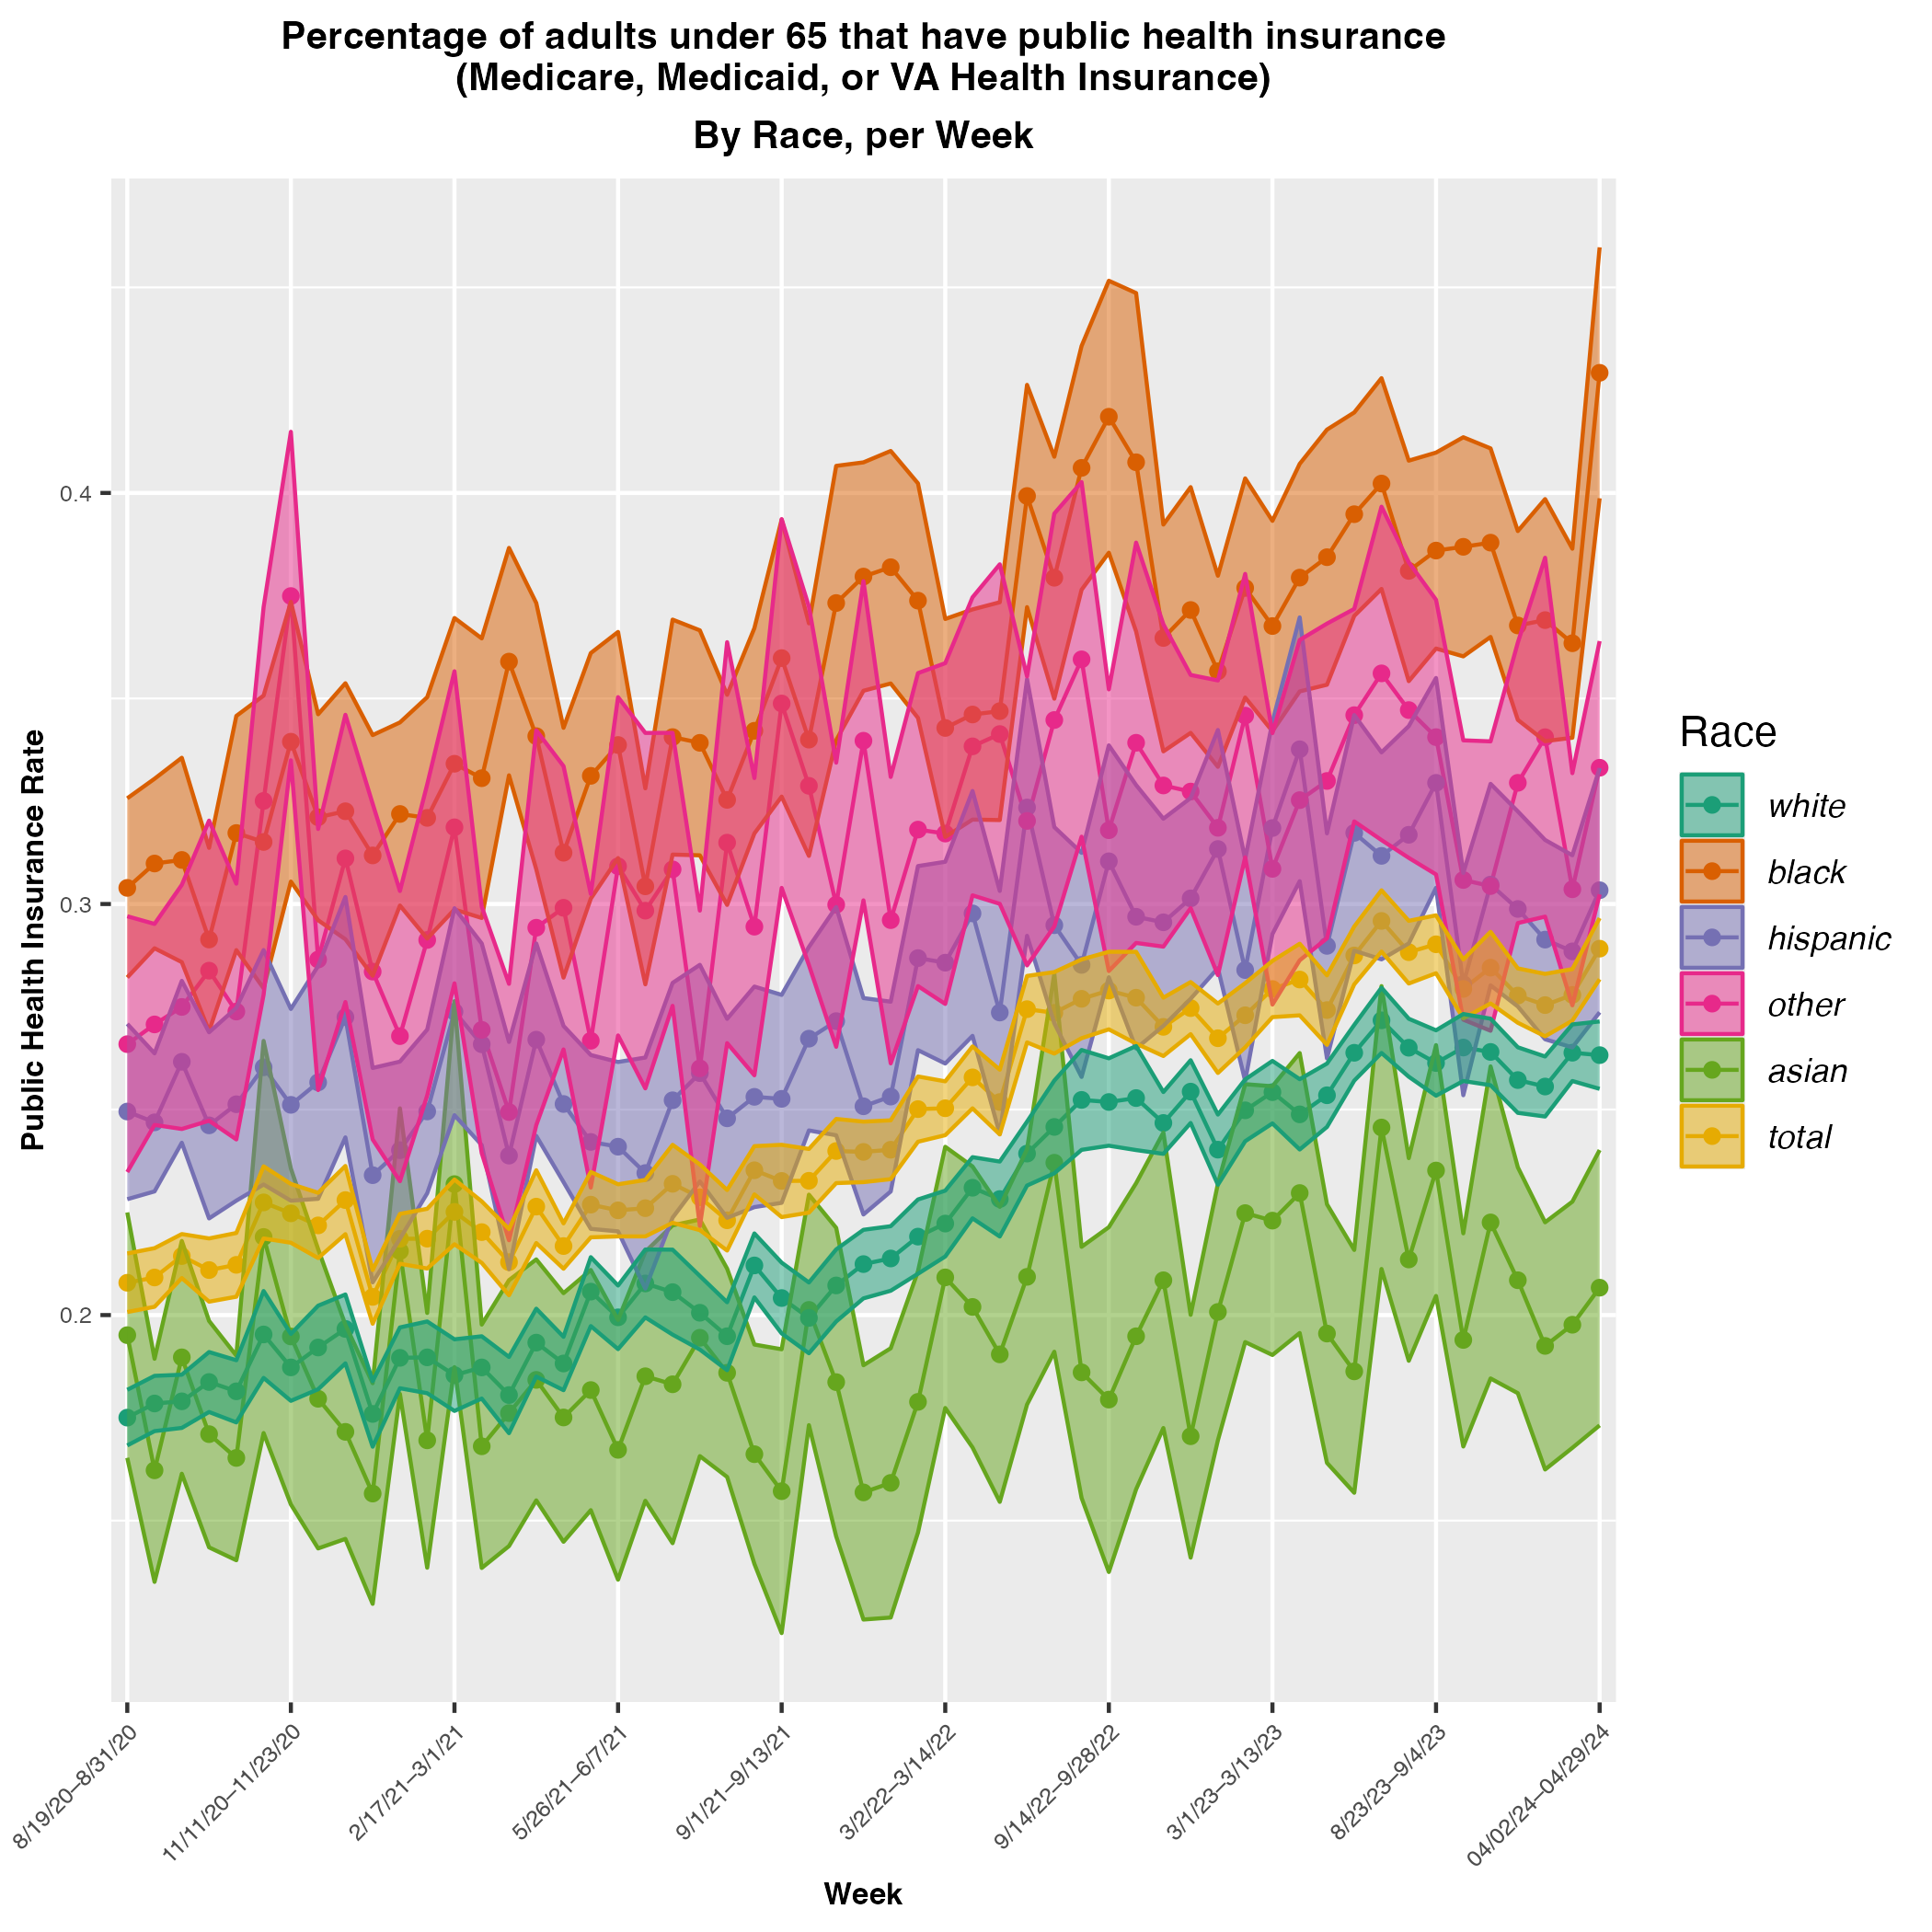 Percentage of adults under 65 that have public health insurance
(Medicare, Medicaid, or VA Health Insurance)
By Race, per Week
Public Health Insurance Rate
0.4
0.3
0.2
8/19/20–8/31/20
11/11/20–11/23/20
2/17/21–3/1/21
5/26/21–6/7/21
9/1/21–9/13/21
3/2/22–3/14/22
9/14/22–9/28/22
3/1/23–3/13/23
8/23/23–9/4/23
04/02/24–04/29/24
Week
Race
white
black
hispanic
other
asian
total